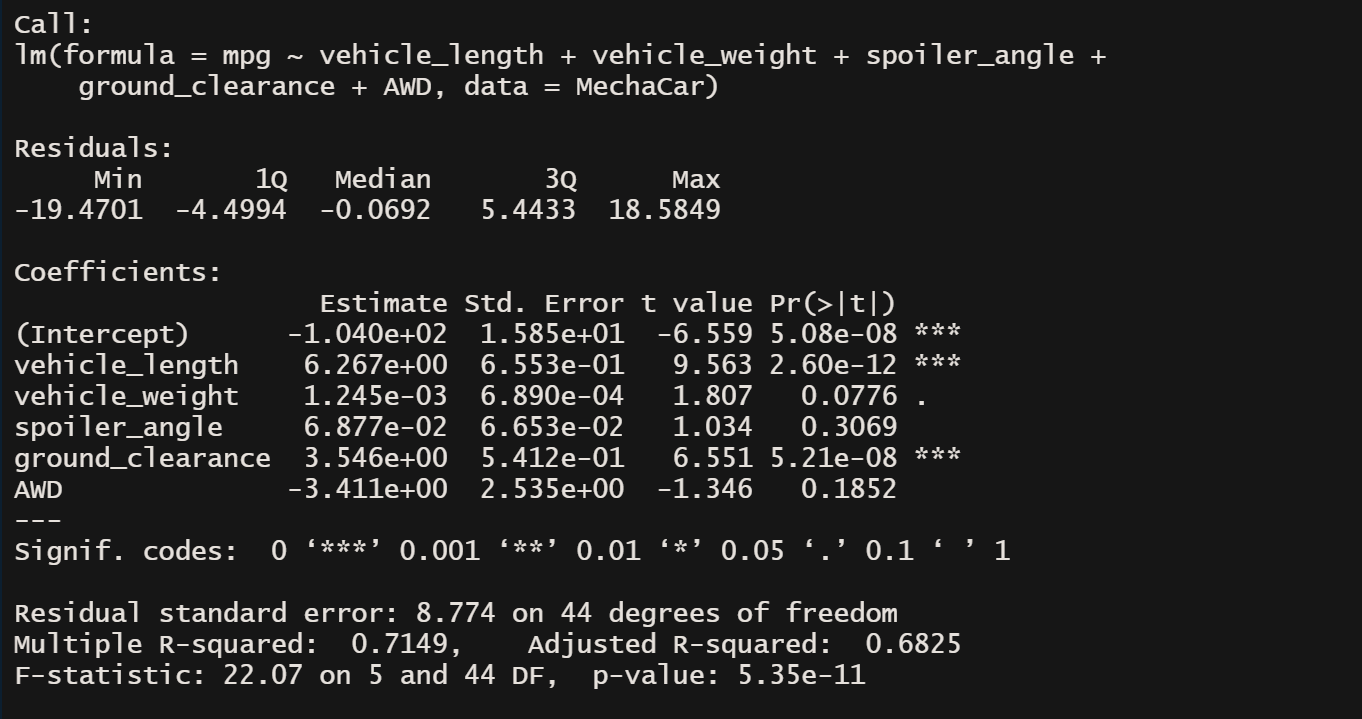 Call:
lm(formula = mpg ~ vehicle_length + vehicle_weight + spoiler_angle +
    ground_clearance + AWD, data = MechaCar)

Residuals:
     Min       1Q   Median       3Q      Max
-19.4701  -4.4994  -0.0692   5.4433  18.5849

Coefficients:
                   Estimate Std. Error t value Pr(>|t|)
(Intercept)      -1.040e+02  1.585e+01  -6.559 5.08e-08 ***
vehicle_length    6.267e+00  6.553e-01   9.563 2.60e-12 ***
vehicle_weight    1.245e-03  6.890e-04   1.807   0.0776 .
spoiler_angle     6.877e-02  6.653e-02   1.034   0.3069
ground_clearance  3.546e+00  5.412e-01   6.551 5.21e-08 ***
AWD              -3.411e+00  2.535e+00  -1.346   0.1852
---
Signif. codes:  0 ‘***’ 0.001 ‘**’ 0.01 ‘*’ 0.05 ‘.’ 0.1 ‘ ’ 1

Residual standard error: 8.774 on 44 degrees of freedom
Multiple R-squared:  0.7149,    Adjusted R-squared:  0.6825
F-statistic: 22.07 on 5 and 44 DF,  p-value: 5.35e-11